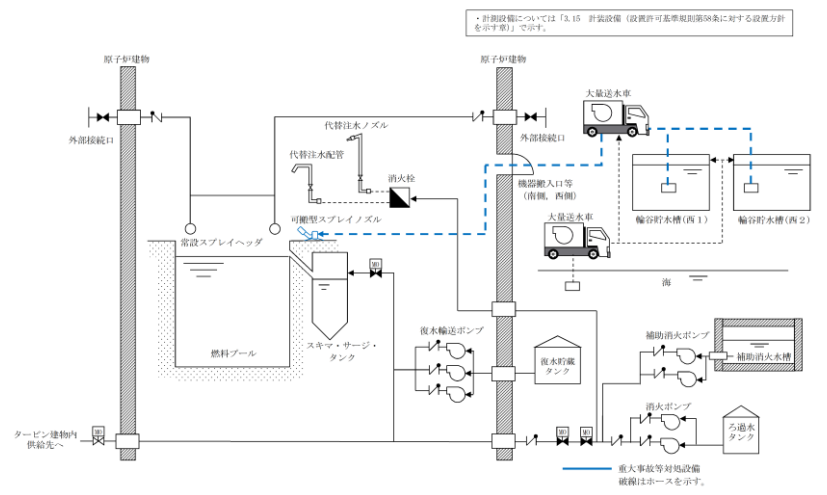 ・計測設備については「3.15　計装設備（設置許可基準規則第58条に対する設置方針
を示す章）」で示す。
原子炉建物
原子炉建物
大量送水車
外部接続口
代替注水ノズル
外部接続口
代替注水配管
消火栓
機器搬入口等
（南側，西側）
輪谷貯水槽(西１)
輪谷貯水槽(西２)
可搬型スプレイノズル
大量送水車
常設スプレイヘッダ
海
MO
復水輸送ポンプ
補助消火ポンプ
燃料プール
スキマ・サージ・
タンク
復水貯蔵
タンク
補助消火水槽
消火ポンプ
タービン建物内
供給先へ
MO
MO
MO
ろ過水
タンク
重大事故等対処設備
破線はホースを示す。